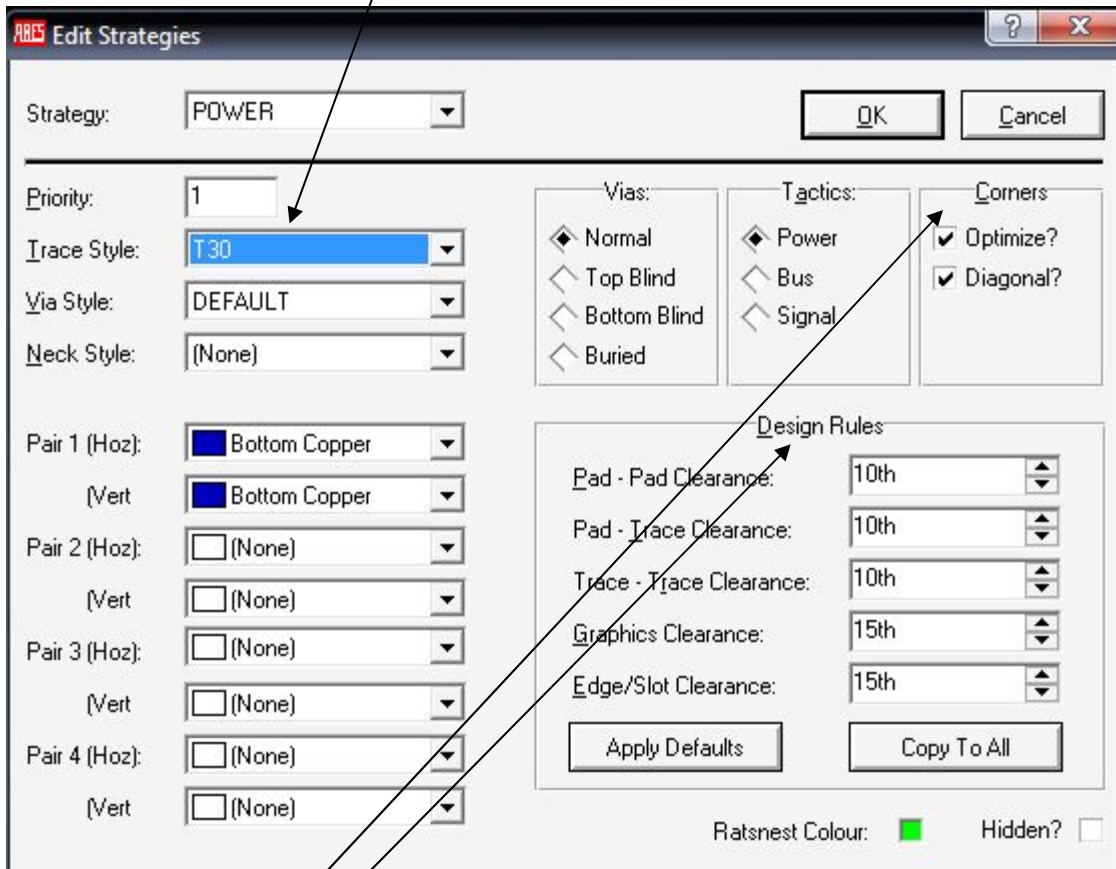 ARES Edit Strategies
Strategy: POWER
OK Cancel
Priority: 1
Trace Style: T30
Via Style: DEFAULT
Neck Style: (None)
Vias:
Normal
Top Blind
Bottom Blind
Buried
Tactics:
Power
Bus
Signal
Corners
Optimize?
Diagonal?
Pair 1 (Hoz): Bottom Copper
(Vert Bottom Copper
Pair 2 (Hoz): (None)
(Vert (None)
Pair 3 (Hoz): (None)
(Vert (None)
Pair 4 (Hoz): (None)
(Vert (None)
Design Rules
Pad - Pad Clearance: 10th
Pad - Trace Clearance: 10th
Trace - Trace Clearance: 10th
Graphics Clearance: 15th
Edge/Slot Clearance: 15th
Apply Defaults Copy To All
Ratsnest Colour: Hidden?